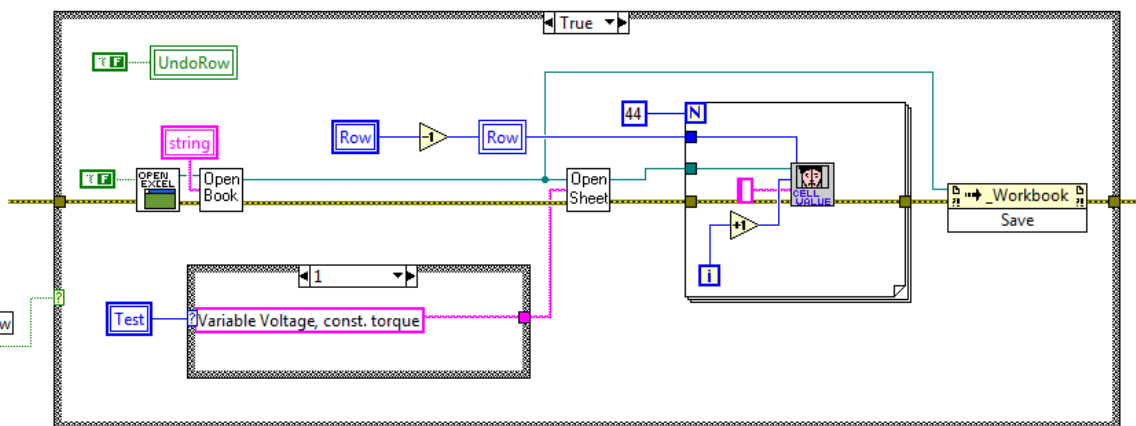 True
F
UndoRow
string
44
N
Row
-1
Row
F
OPEN
EXCEL
Open
Book
Open
Sheet
CELL
VALUE
_Workbook
Save
+1
i
1
Test
?
Variable Voltage, const. torque
?
w